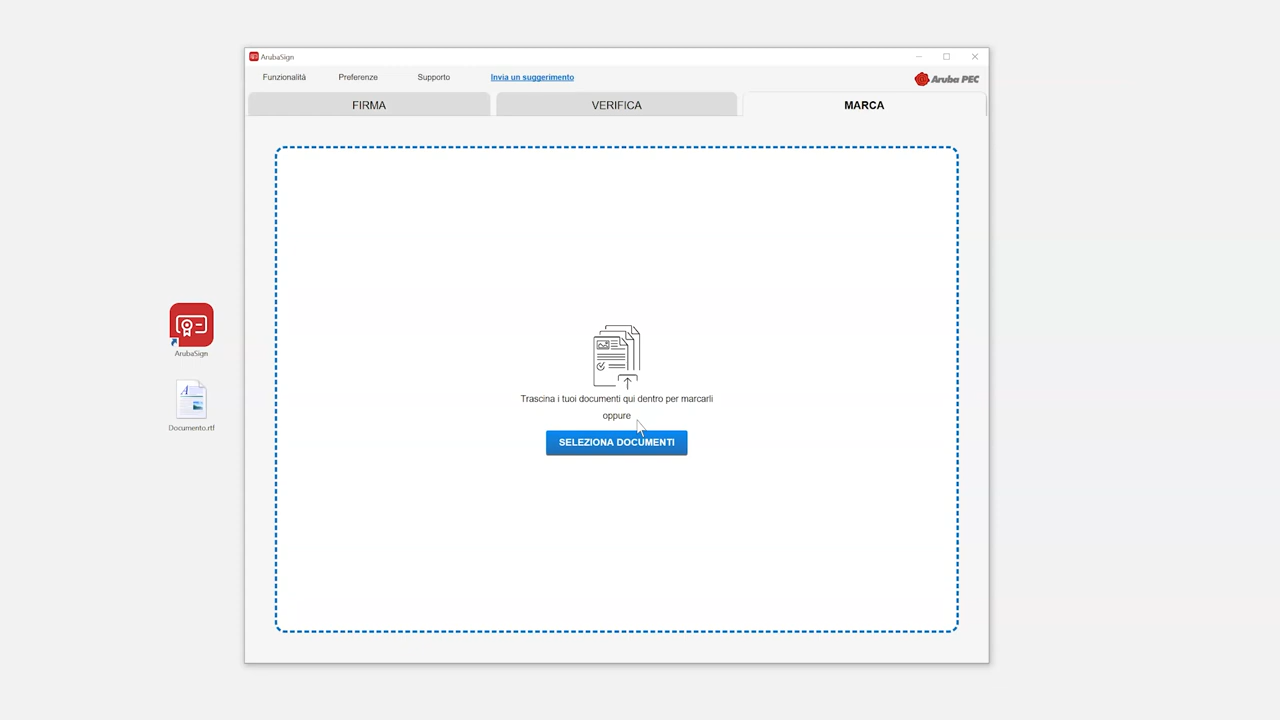 ArubaSign
Funzionalità Preferenze Supporto Invia un suggerimento
Aruba PEC
FIRMA VERIFICA MARCA
Trascina i tuoi documenti qui dentro per marcarli
oppure
SELEZIONA DOCUMENTI
ArubaSign
Documento.rtf